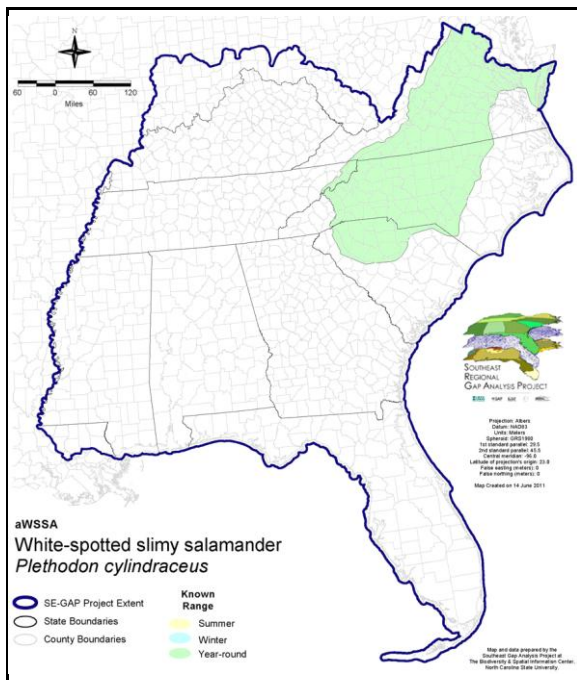 N
60
0
60
120
Miles
SOUTHEAST
REGIONAL
GAP ANALYSIS PROJECT
USGS
GAP
Projection: Albers
Datum: NAD83
Units: Meters
Spheroid: GRS1980
1st standard parallel: 29.5
2nd standard parallel: 45.5
Central meridian: -96.0
Latitude of projection's origin: 23.0
False easting (meters): 0
False northing (meters): 0
Map Created on 14 June 2011
aWSSA
White-spotted slimy salamander
Plethodon cylindraceus
SE-GAP Project Extent
State Boundaries
County Boundaries
Known
Range
Summer
Winter
Year-round
Map and data prepared by the
Southeast Gap Analysis Project at
The Biodiversity & Spatial Information Center,
North Carolina State University.